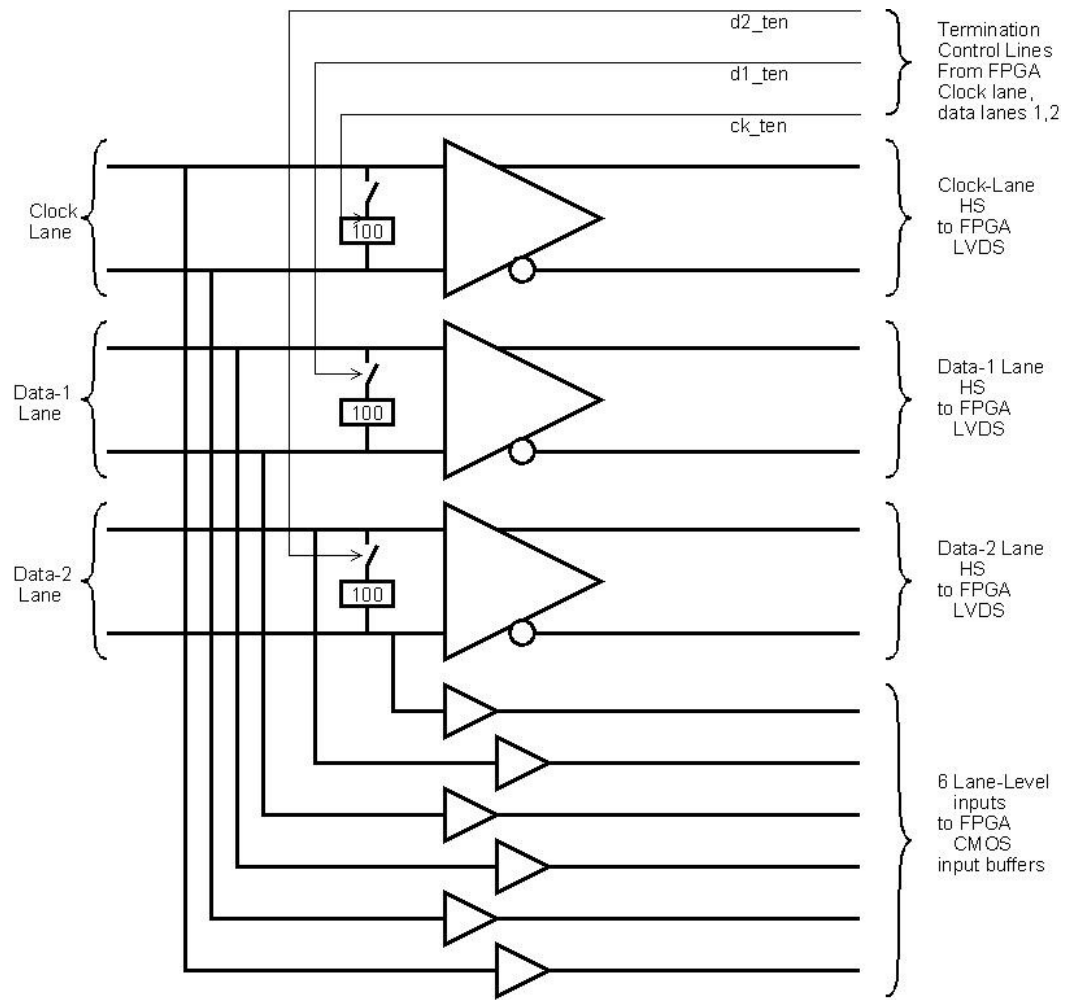 d2_ten
d1_ten
ck_ten
Termination
Control Lines
From FPGA
Clock lane,
data lanes 1,2
Clock
Lane
100
Clock-Lane
HS
to FPGA
LVDS
Data-1
Lane
100
Data-1 Lane
HS
to FPGA
LVDS
Data-2
Lane
100
Data-2 Lane
HS
to FPGA
LVDS
6 Lane-Level
inputs
to FPGA
CMOS
input buffers